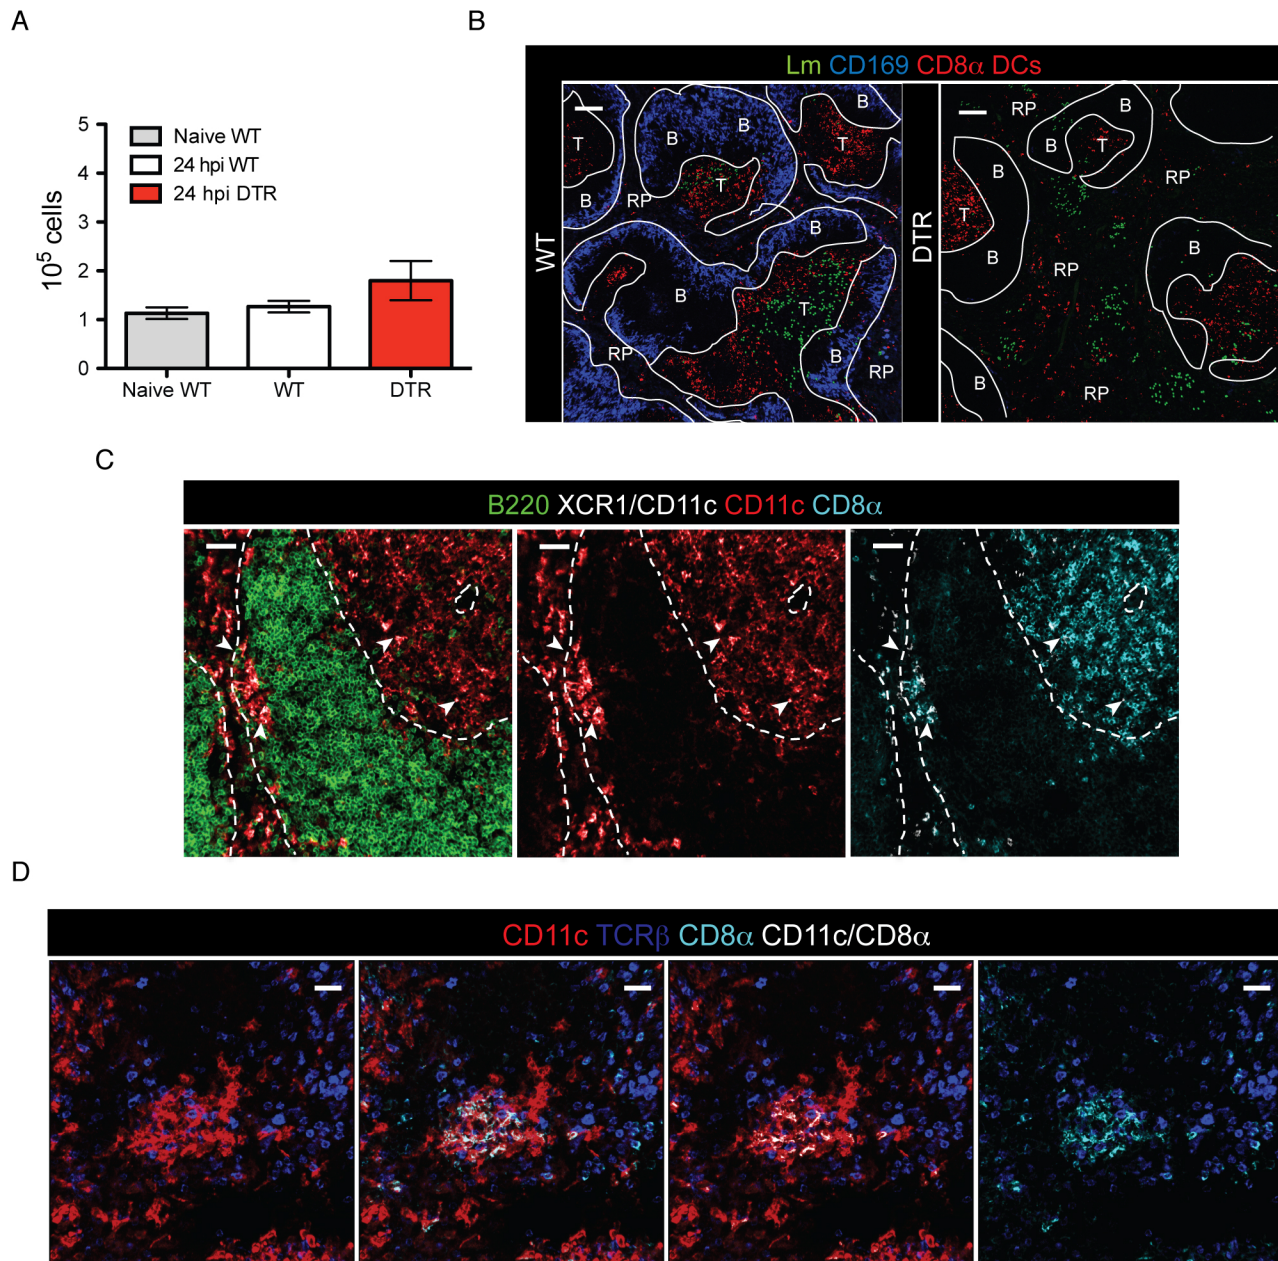 A
B
5
4
3
2
1
0
10⁵ cells
Naive WT
24 hpi WT
24 hpi DTR
Naive WT WT DTR
Lm CD169 CD8α DCs
WT
T B B B T B RP T B B RP T B RP
DTR
RP B B T B RP T B RP B B RP
C
B220 XCR1/CD11c CD11c CD8α
D
CD11c TCRβ CD8α CD11c/CD8α